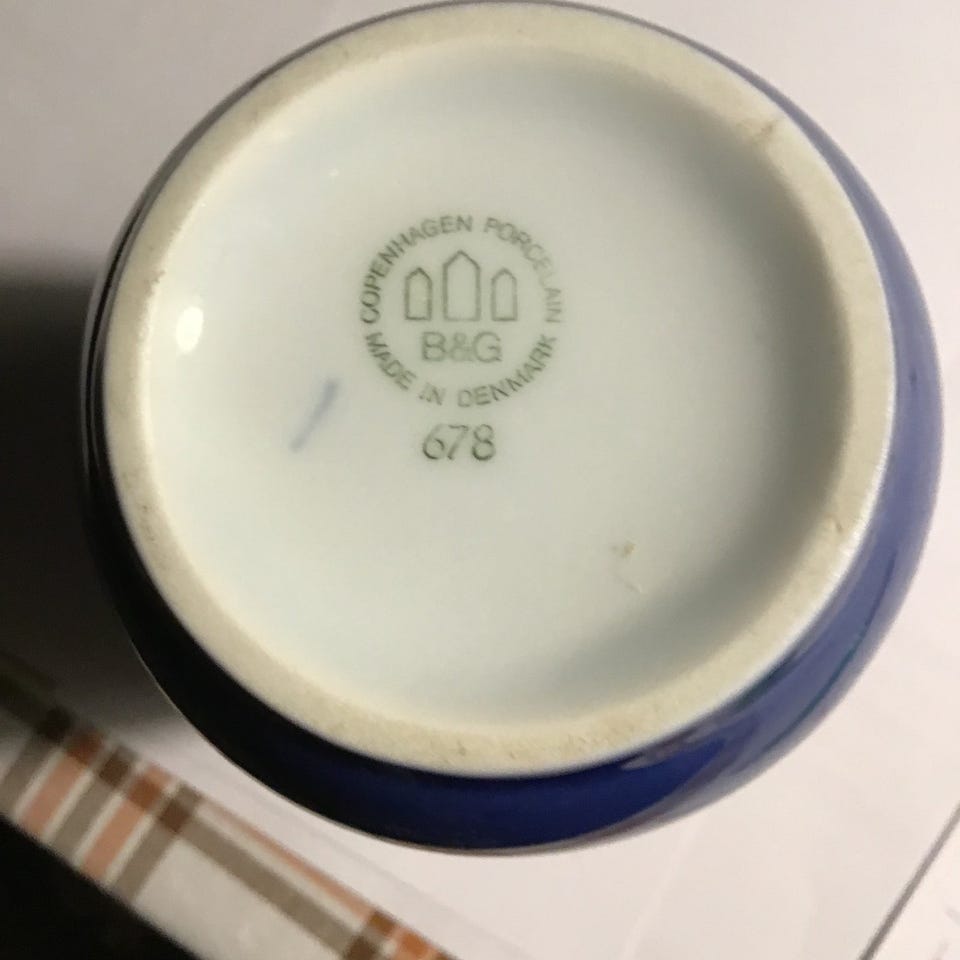 COPENHAGEN PORCELAIN
B&G
MADE IN DENMARK
678